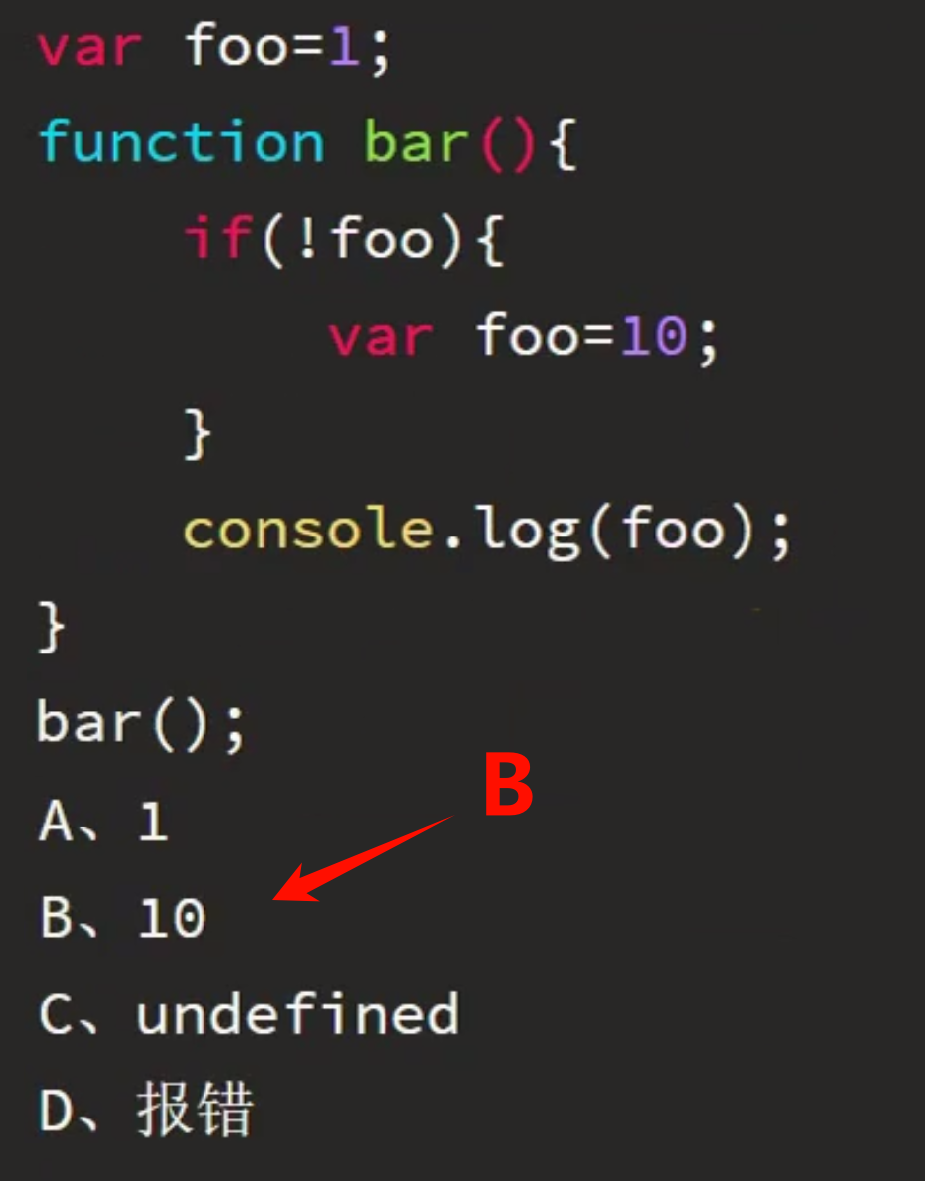 var foo=1;
function bar(){
    if(!foo){
        var foo=10;
    }
    console.log(foo);
}
bar();
A、1
B
B、10
C、undefined
D、报错